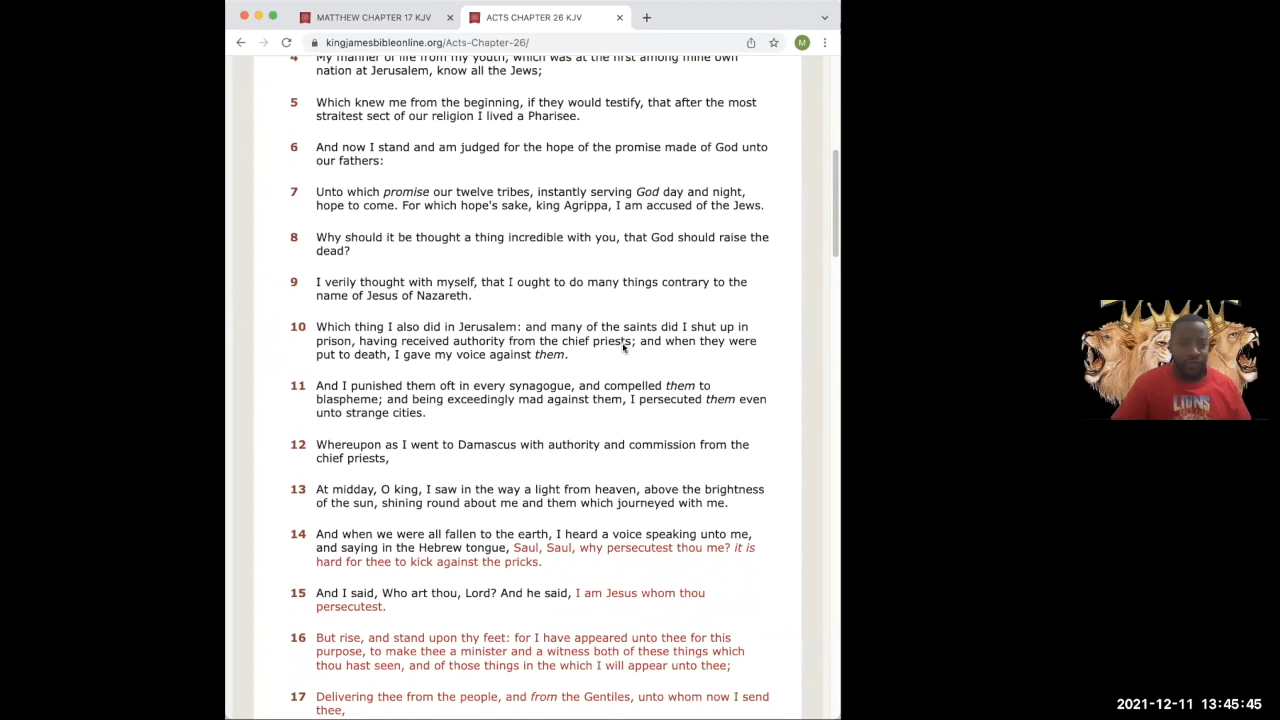 MATTHEW CHAPTER 17 KJV
ACTS CHAPTER 26 KJV
kingjamesbibleonline.org/Acts-Chapter-26/
M
4 My manner of life from my youth, which was at the first among mine own
nation at Jerusalem, know all the Jews;
5 Which knew me from the beginning, if they would testify, that after the most
straitest sect of our religion I lived a Pharisee.
6 And now I stand and am judged for the hope of the promise made of God unto
our fathers:
7 Unto which promise our twelve tribes, instantly serving God day and night,
hope to come. For which hope's sake, king Agrippa, I am accused of the Jews.
8 Why should it be thought a thing incredible with you, that God should raise the
dead?
9 I verily thought with myself, that I ought to do many things contrary to the
name of Jesus of Nazareth.
10 Which thing I also did in Jerusalem: and many of the saints did I shut up in
prison, having received authority from the chief priests; and when they were
put to death, I gave my voice against them.
11 And I punished them oft in every synagogue, and compelled them to
blaspheme; and being exceedingly mad against them, I persecuted them even
unto strange cities.
12 Whereupon as I went to Damascus with authority and commission from the
chief priests,
13 At midday, O king, I saw in the way a light from heaven, above the brightness
of the sun, shining round about me and them which journeyed with me.
14 And when we were all fallen to the earth, I heard a voice speaking unto me,
and saying in the Hebrew tongue, Saul, Saul, why persecutest thou me? it is
hard for thee to kick against the pricks.
15 And I said, Who art thou, Lord? And he said, I am Jesus whom thou
persecutest.
16 But rise, and stand upon thy feet: for I have appeared unto thee for this
purpose, to make thee a minister and a witness both of these things which
thou hast seen, and of those things in the which I will appear unto thee;
17 Delivering thee from the people, and from the Gentiles, unto whom now I send
thee,
LIONS
2021-12-11 13:45:45